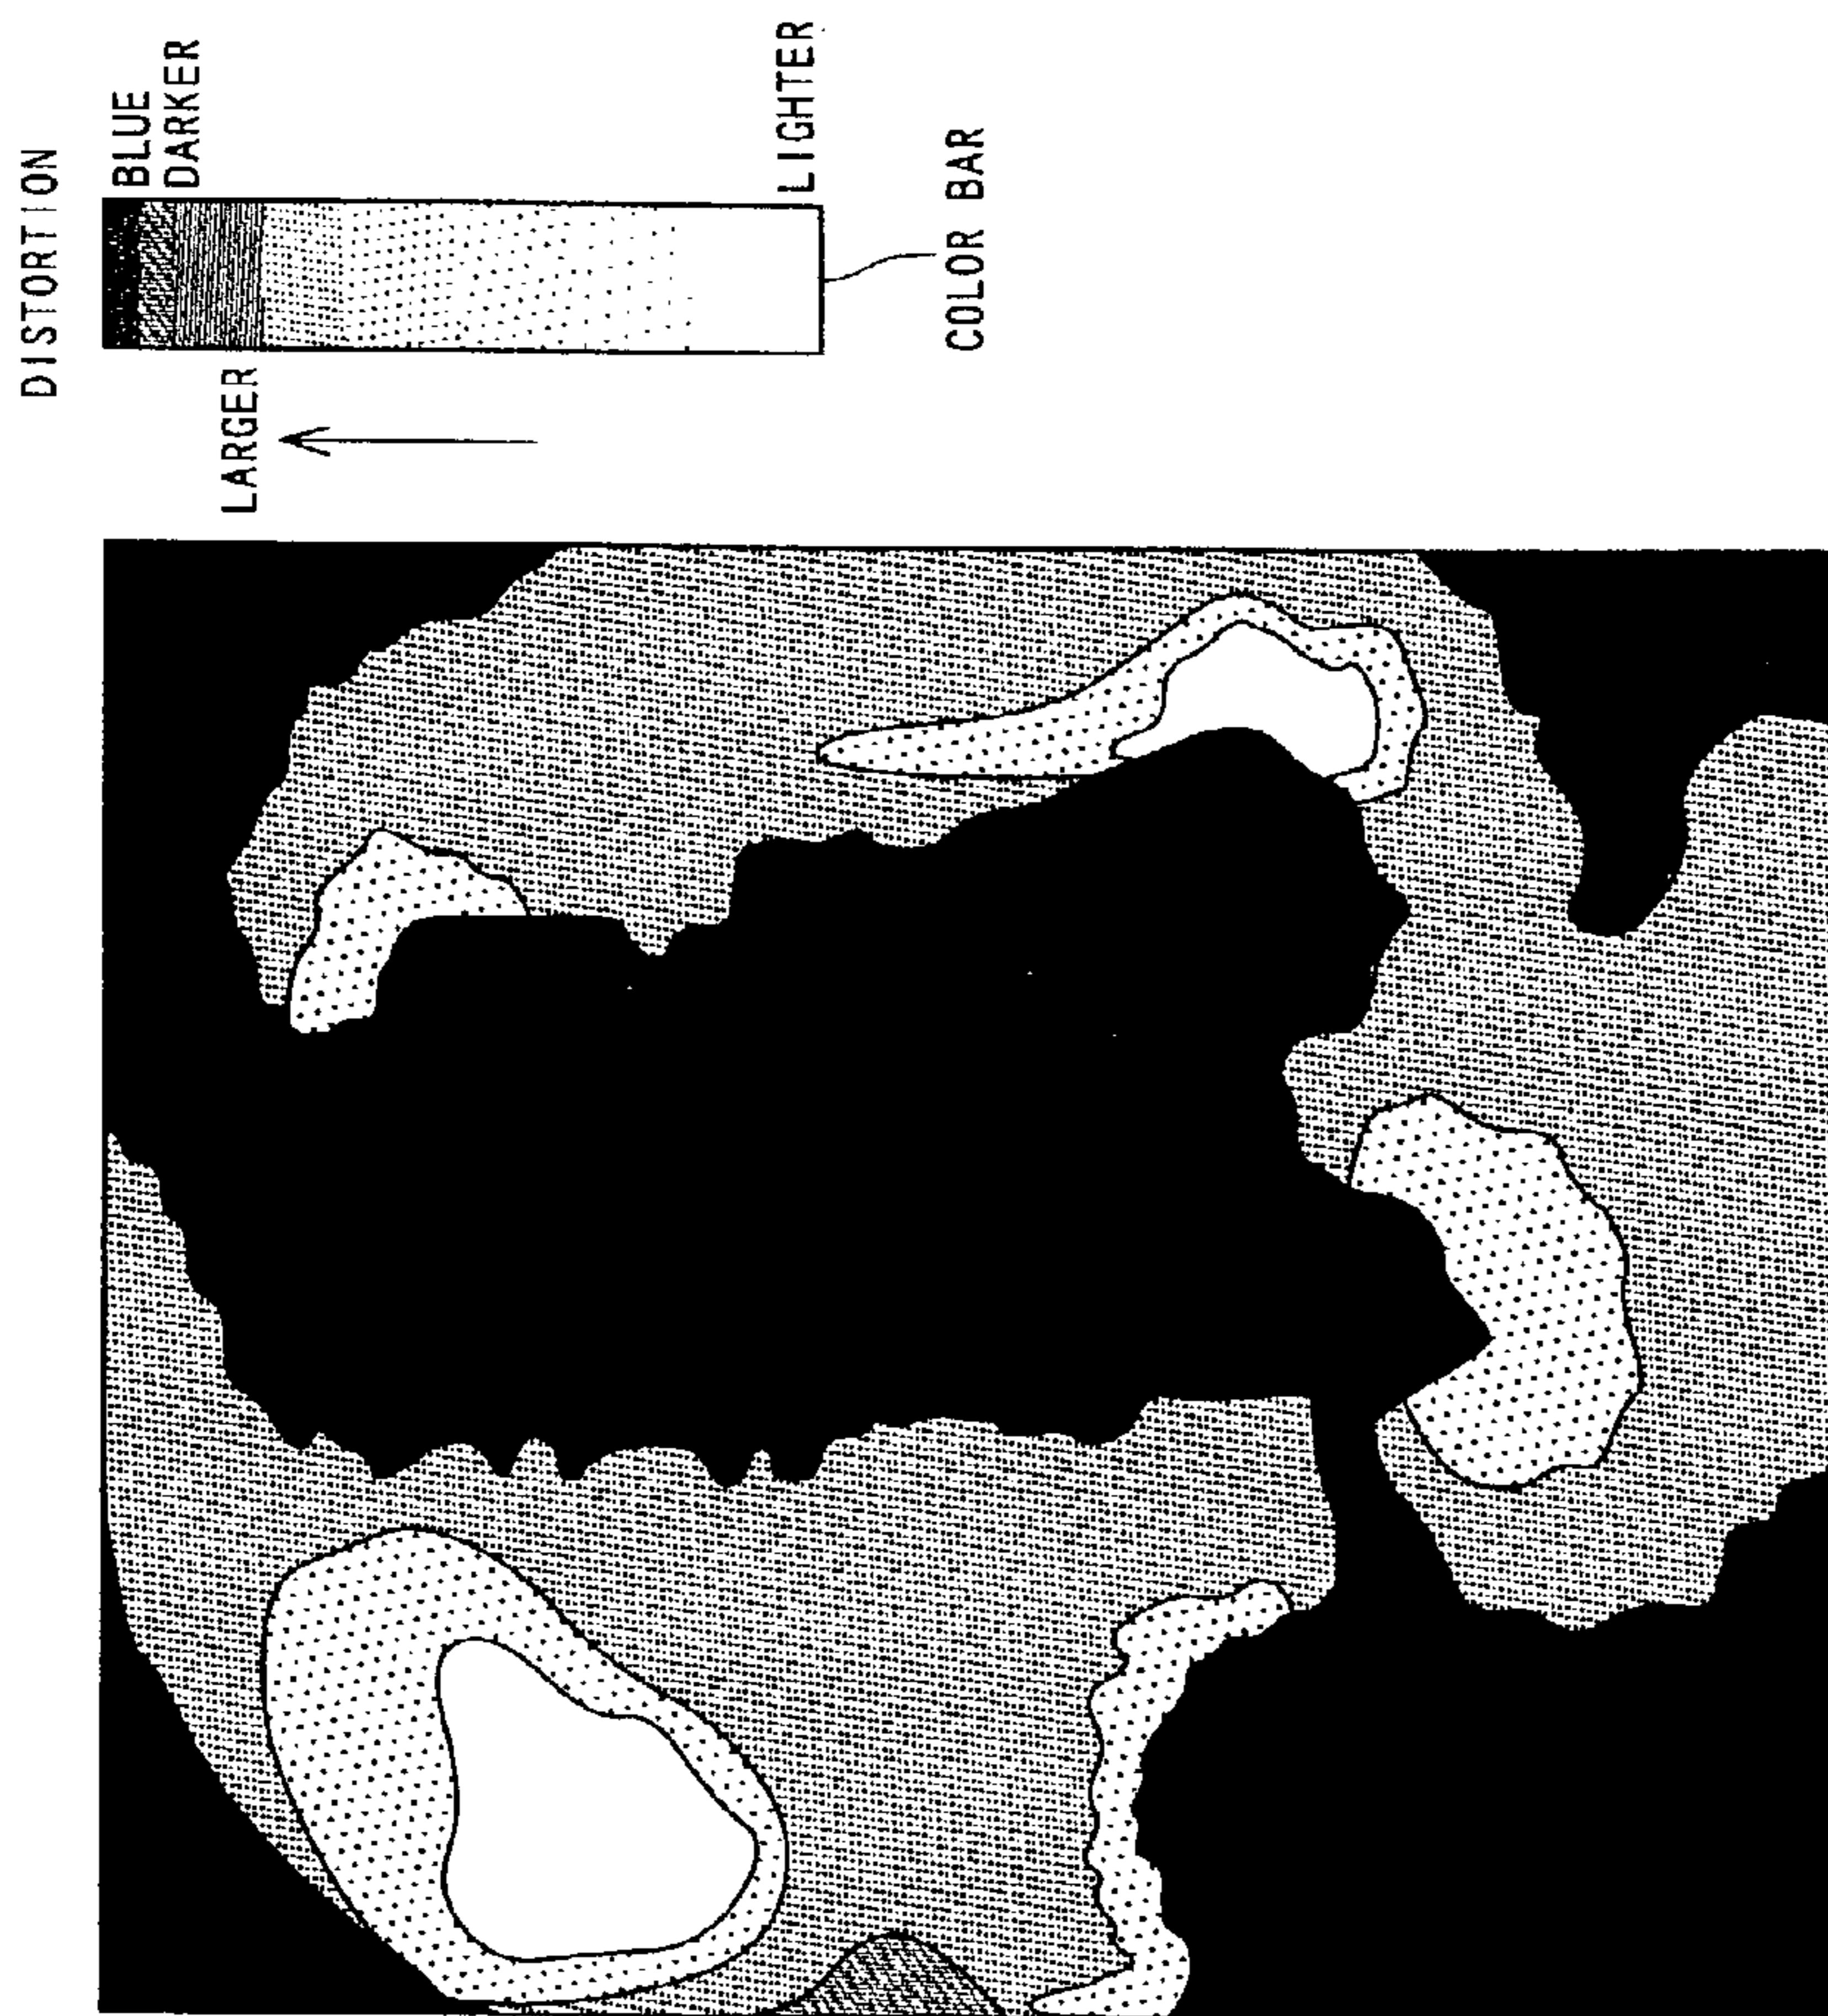 DISTORTION
BLUE
DARKER
LARGER
LIGHTER
COLOR BAR